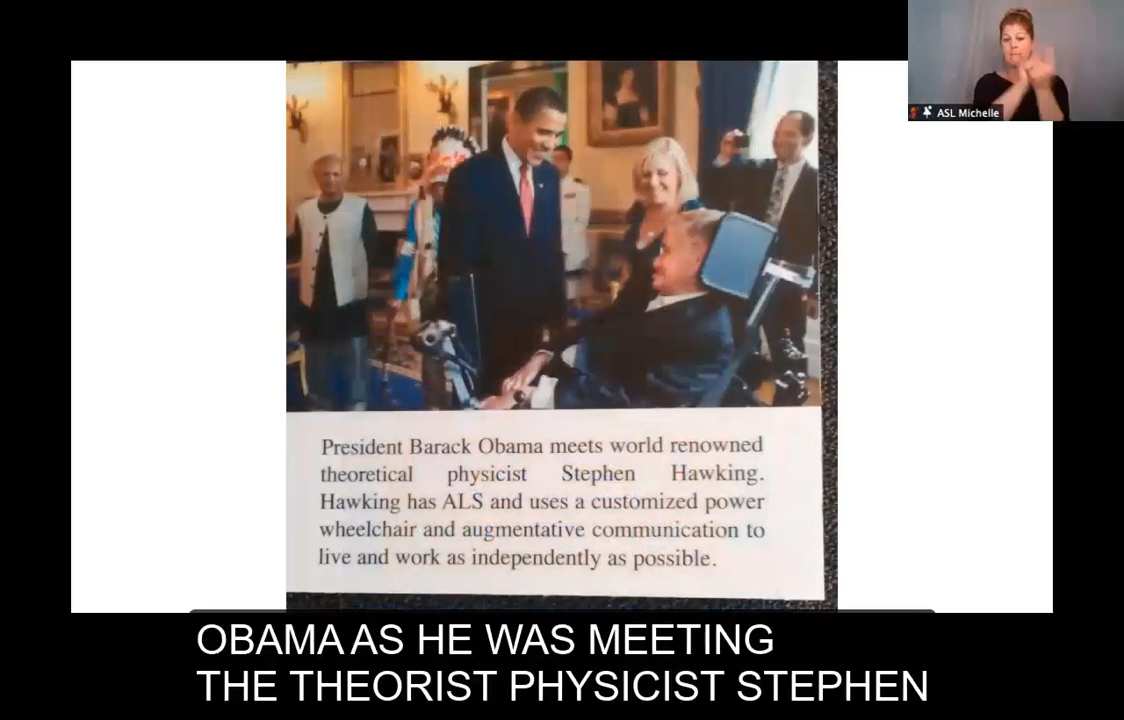 ASL Michelle
President Barack Obama meets world renowned
theoretical physicist Stephen Hawking.
Hawking has ALS and uses a customized power
wheelchair and augmentative communication to
live and work as independently as possible.
OBAMA AS HE WAS MEETING
THE THEORIST PHYSICIST STEPHEN